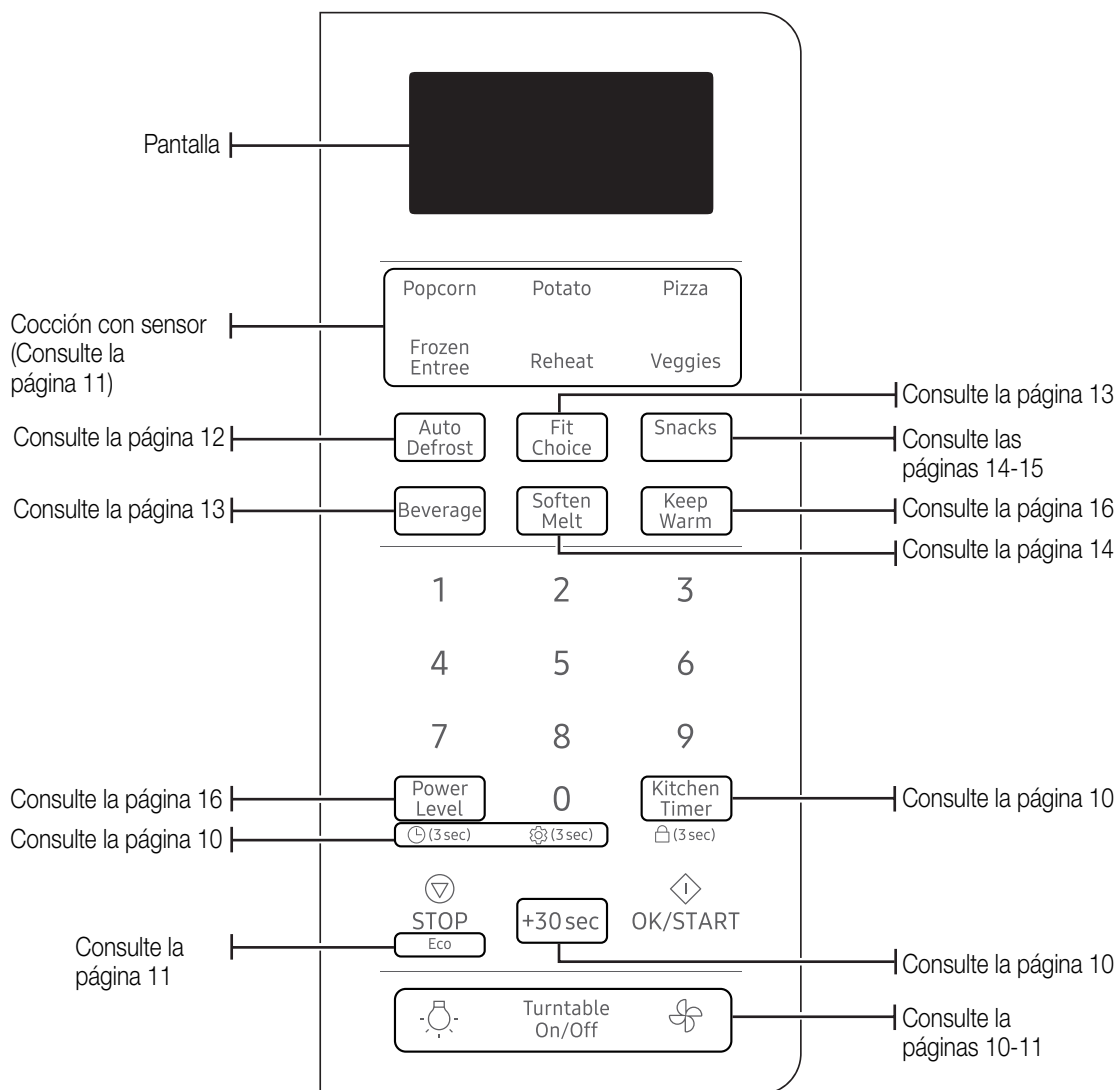 Pantalla
Popcorn Potato Pizza
Cocción con sensor
(Consulte la
página 11)
Frozen
Entree
Reheat Veggies
Consulte la página 13
Consulte la página 12
Auto
Defrost
Fit
Choice
Snacks
Consulte las
páginas 14-15
Consulte la página 13
Beverage
Soften
Melt
Keep
Warm
Consulte la página 16
Consulte la página 14
1 2 3
4 5 6
7 8 9
Consulte la página 16
Power
Level
0
Kitchen
Timer
Consulte la página 10
Consulte la página 10
(3 sec) (3 sec) (3 sec)
STOP +30 sec OK/START
Eco
Consulte la
página 11
Consulte la página 10
Turntable
On/Off
Consulte la
páginas 10-11